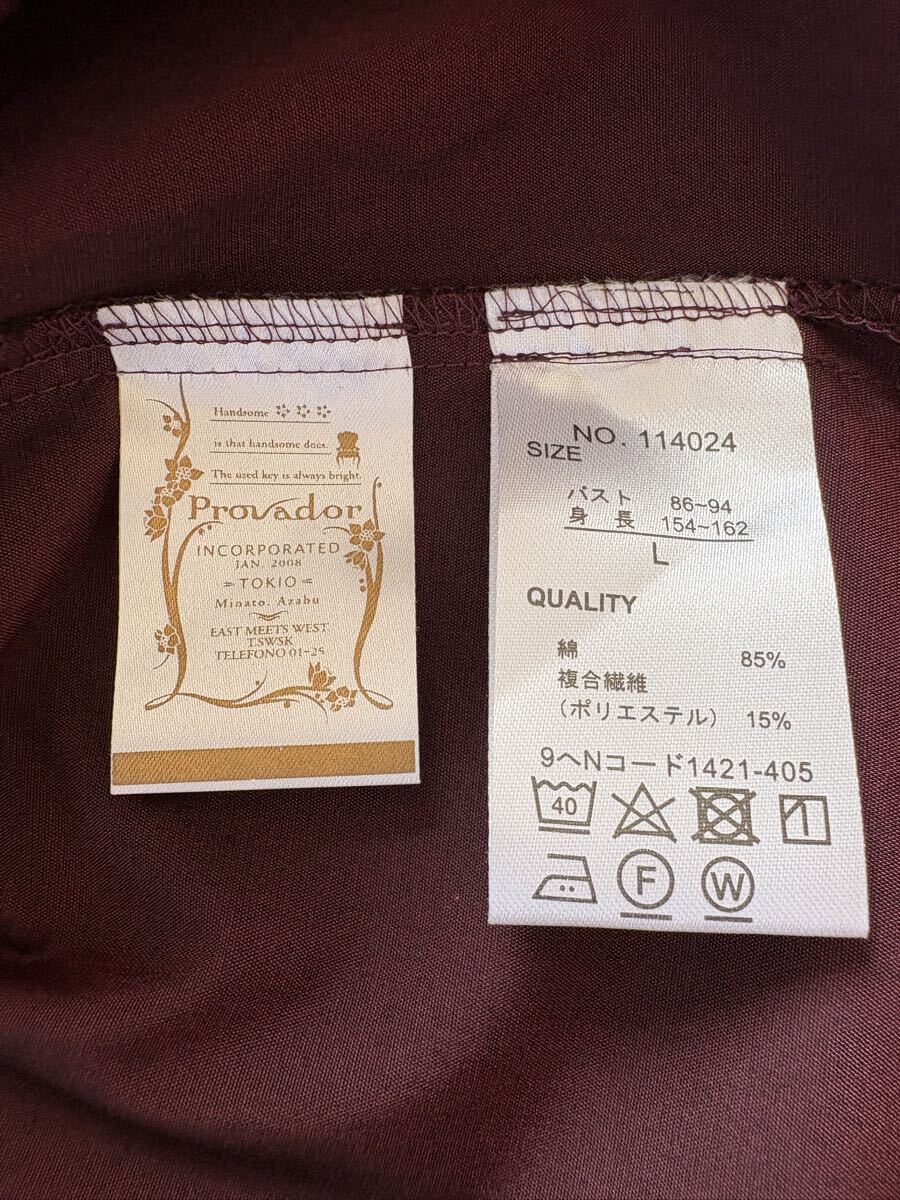 Handsome
is that handsome does.
The used key is always bright.
Provador
INCORPORATED
JAN. 2008
TOKIO
Minato. Azabu
EAST MEETS WEST
T.SWSK
TELEFONO 01-25
NO. 114024
SIZE
バスト 86~94
身 長 154~162
L
QUALITY
綿 85%
複合繊維
(ポリエステル) 15%
9ヘNコード1421-405
40
F W